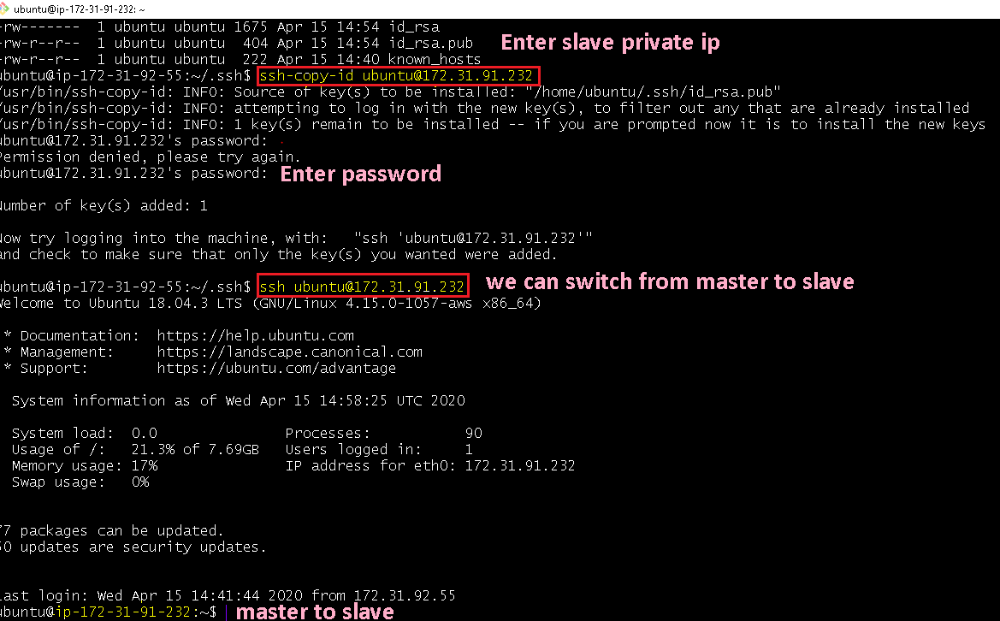 ubuntu@ip-172-31-91-232: ~
-rw------- 1 ubuntu ubuntu 1675 Apr 15 14:54 id_rsa
-rw-r--r-- 1 ubuntu ubuntu 404 Apr 15 14:54 id_rsa.pub
Enter slave private ip
-rw-r--r-- 1 ubuntu ubuntu 222 Apr 15 14:40 known_hosts
ubuntu@ip-172-31-92-55:~/.ssh$ ssh-copy-id ubuntu@172.31.91.232
/usr/bin/ssh-copy-id: INFO: Source of key(s) to be installed: "/home/ubuntu/.ssh/id_rsa.pub"
/usr/bin/ssh-copy-id: INFO: attempting to log in with the new key(s), to filter out any that are already installed
/usr/bin/ssh-copy-id: INFO: 1 key(s) remain to be installed -- if you are prompted now it is to install the new keys
ubuntu@172.31.91.232's password:
Permission denied, please try again.
ubuntu@172.31.91.232's password: Enter password
Number of key(s) added: 1
Now try logging into the machine, with: "ssh 'ubuntu@172.31.91.232'"
and check to make sure that only the key(s) you wanted were added.
ubuntu@ip-172-31-92-55:~/.ssh$ ssh ubuntu@172.31.91.232 we can switch from master to slave
Welcome to Ubuntu 18.04.3 LTS (GNU/Linux 4.15.0-1057-aws x86_64)
* Documentation: https://help.ubuntu.com
* Management: https://landscape.canonical.com
* Support: https://ubuntu.com/advantage
System information as of Wed Apr 15 14:58:25 UTC 2020
System load: 0.0 Processes: 90
Usage of /: 21.3% of 7.69GB Users logged in: 1
Memory usage: 17% IP address for eth0: 172.31.91.232
Swap usage: 0%
packages can be updated.
updates are security updates.
Last login: Wed Apr 15 14:41:44 2020 from 172.31.92.55
ubuntu@ip-172-31-91-232:~$ master to slave